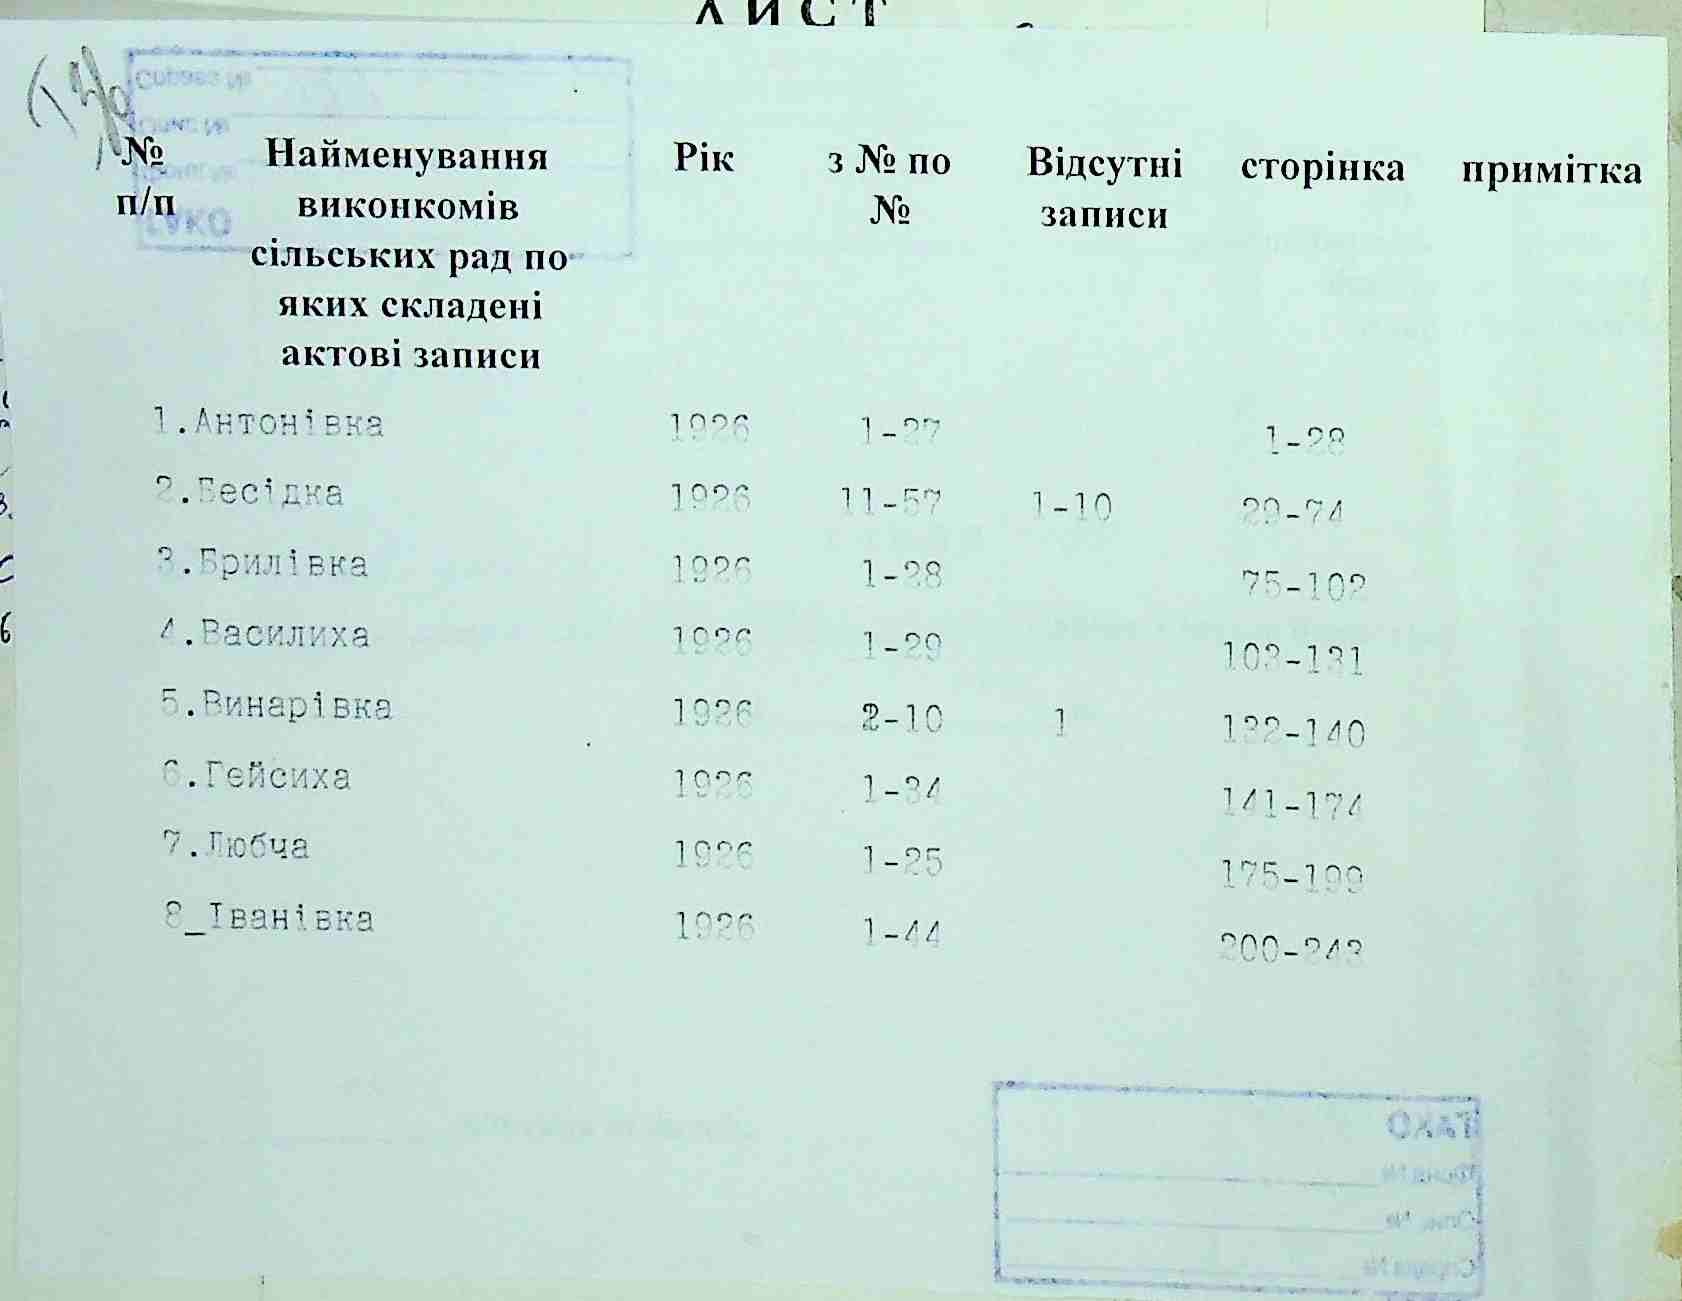 ЛИСТ
№ Найменування Рік з № по Відсутні сторінка примітка
п/п виконкомів № записи
сільських рад по
яких складені
актові записи
1.Антонівка 1926 1-27 1-28
2.Бесідка 1926 11-57 1-10 29-74
3.Брилівка 1926 1-28 75-102
4.Василиха 1926 1-29 103-131
5.Винарівка 1926 2-10 1 132-140
6.Гейсиха 1926 1-34 141-174
7.Любча 1926 1-25 175-199
8_Іванівка 1926 1-44 200-243
ГАКО
Фонд №
Опис №
Справа №